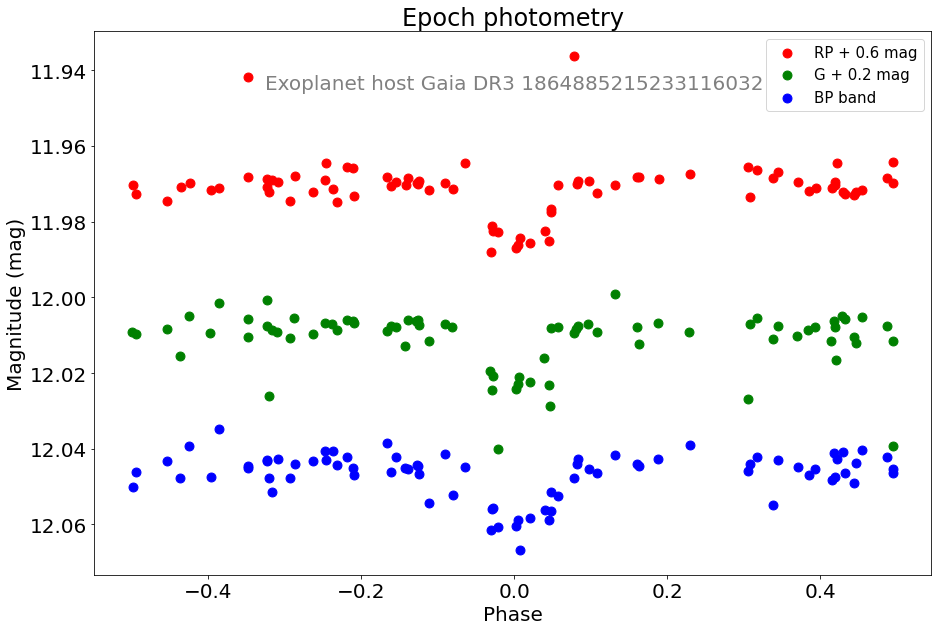 Epoch photometry
11.94
11.96
11.98
12.00
12.02
12.04
12.06
Magnitude (mag)
Exoplanet host Gaia DR3 1864885215233116032
RP + 0.6 mag
G + 0.2 mag
BP band
−0.4
−0.2
0.0
0.2
0.4
Phase